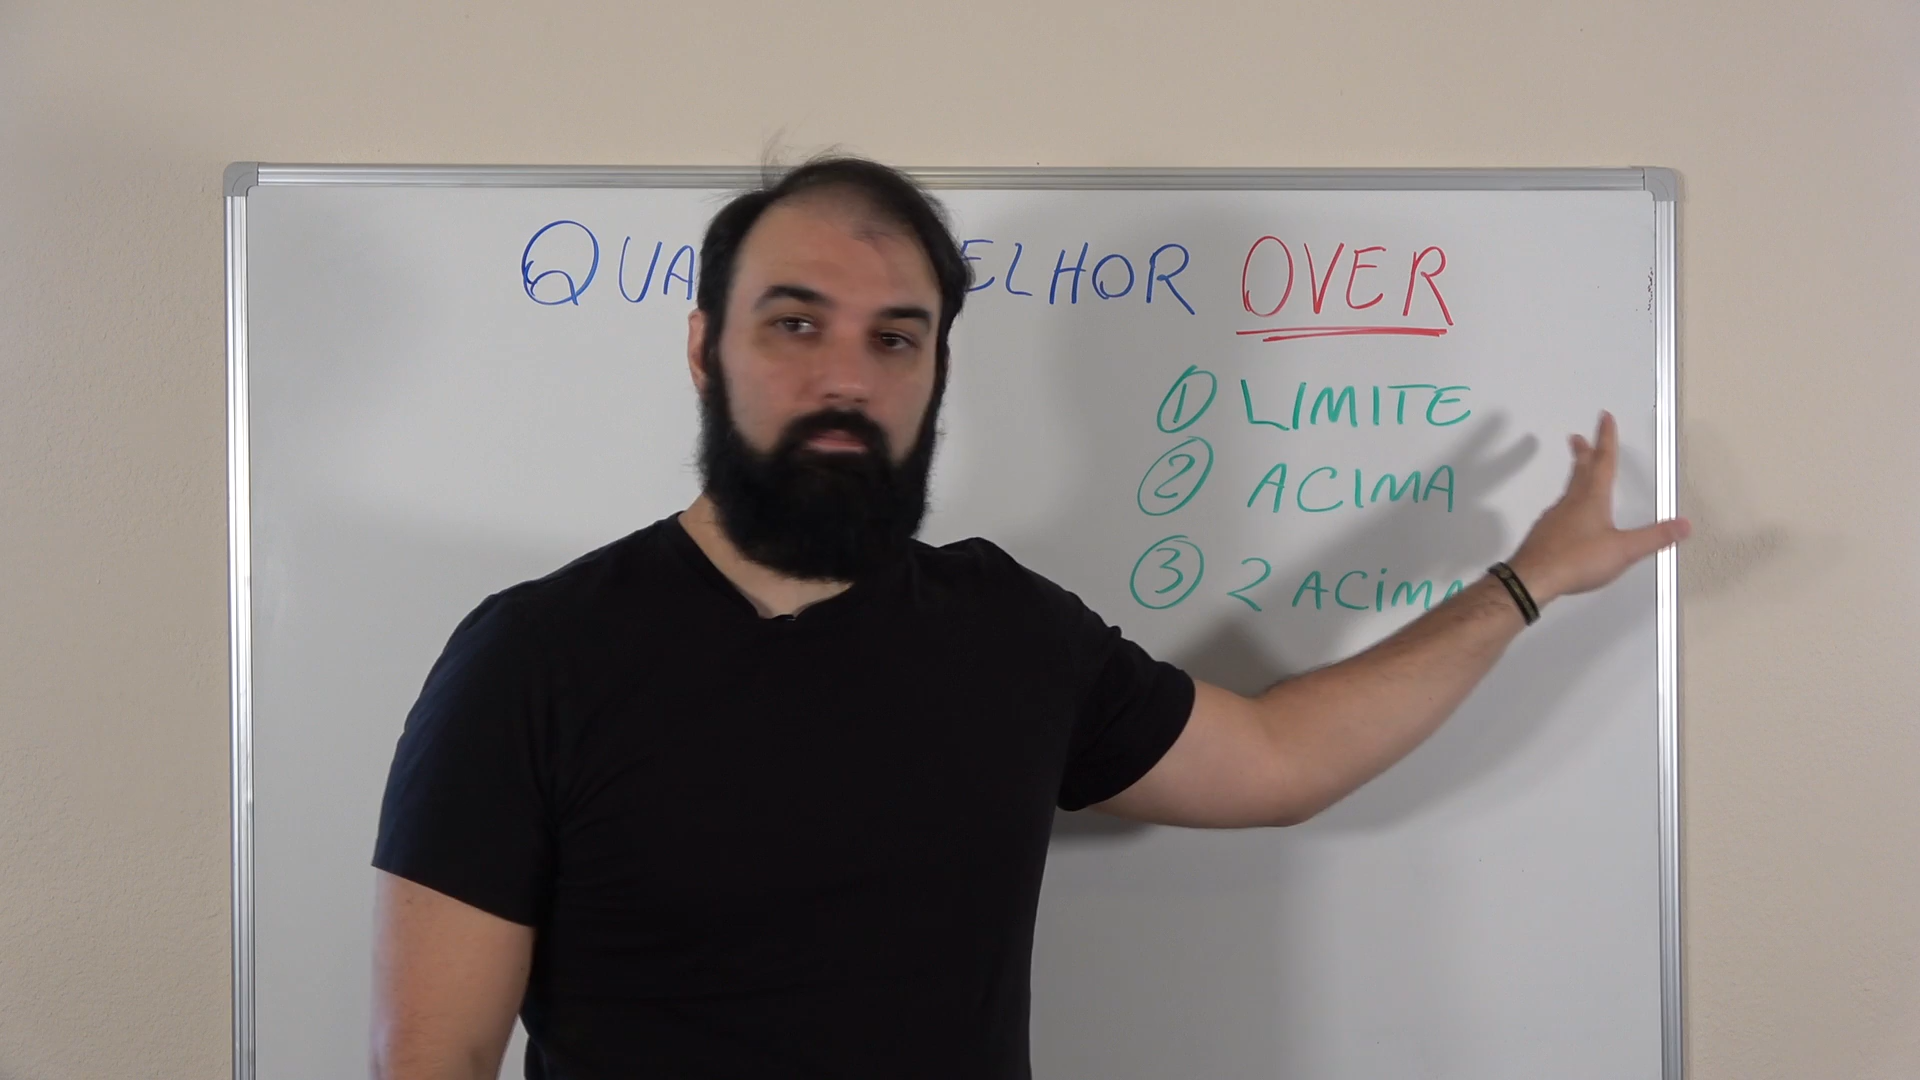 QUA ELHOR OVER
① LIMITE
② ACIMA
③ 2 ACIMA